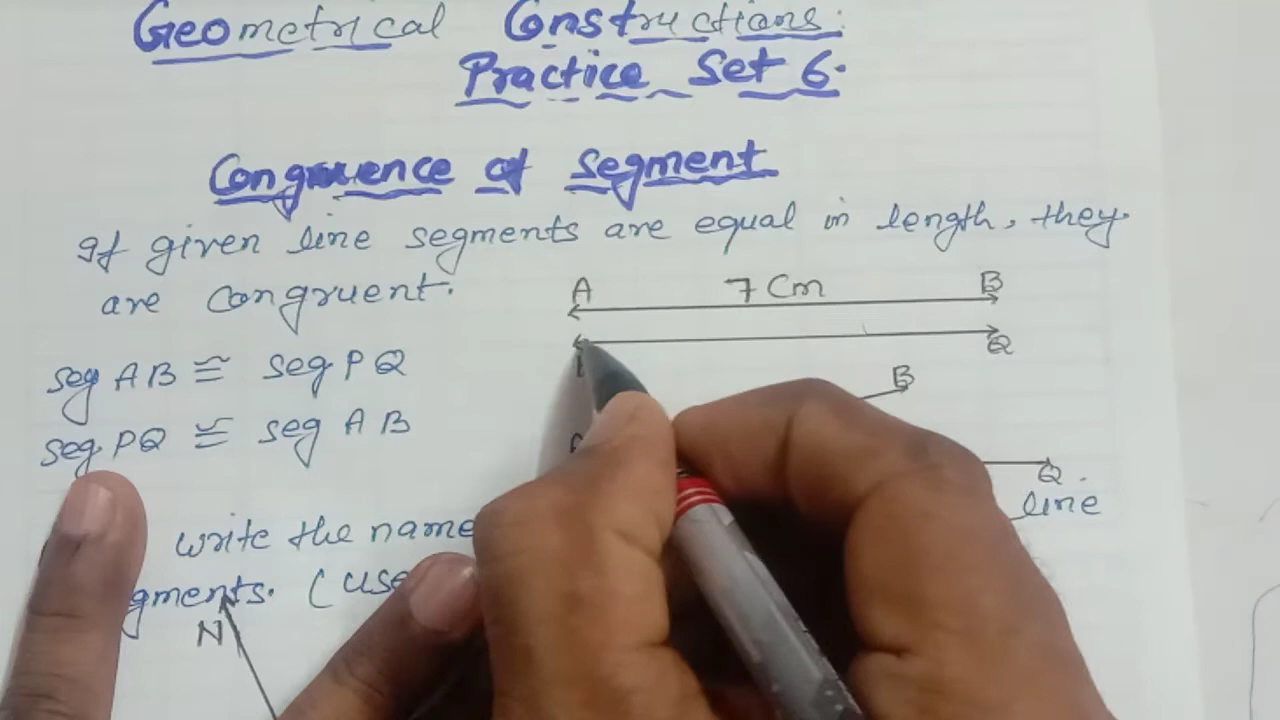 Geometrical Constructions:
Practice Set 6.
Congruence of Segment
If given line segments are equal in length, they
are congruent.
A 7 Cm B
Q
seg AB ≅ seg PQ
B
seg PQ ≅ seg AB
Q
line
write the name
gments. (use
N